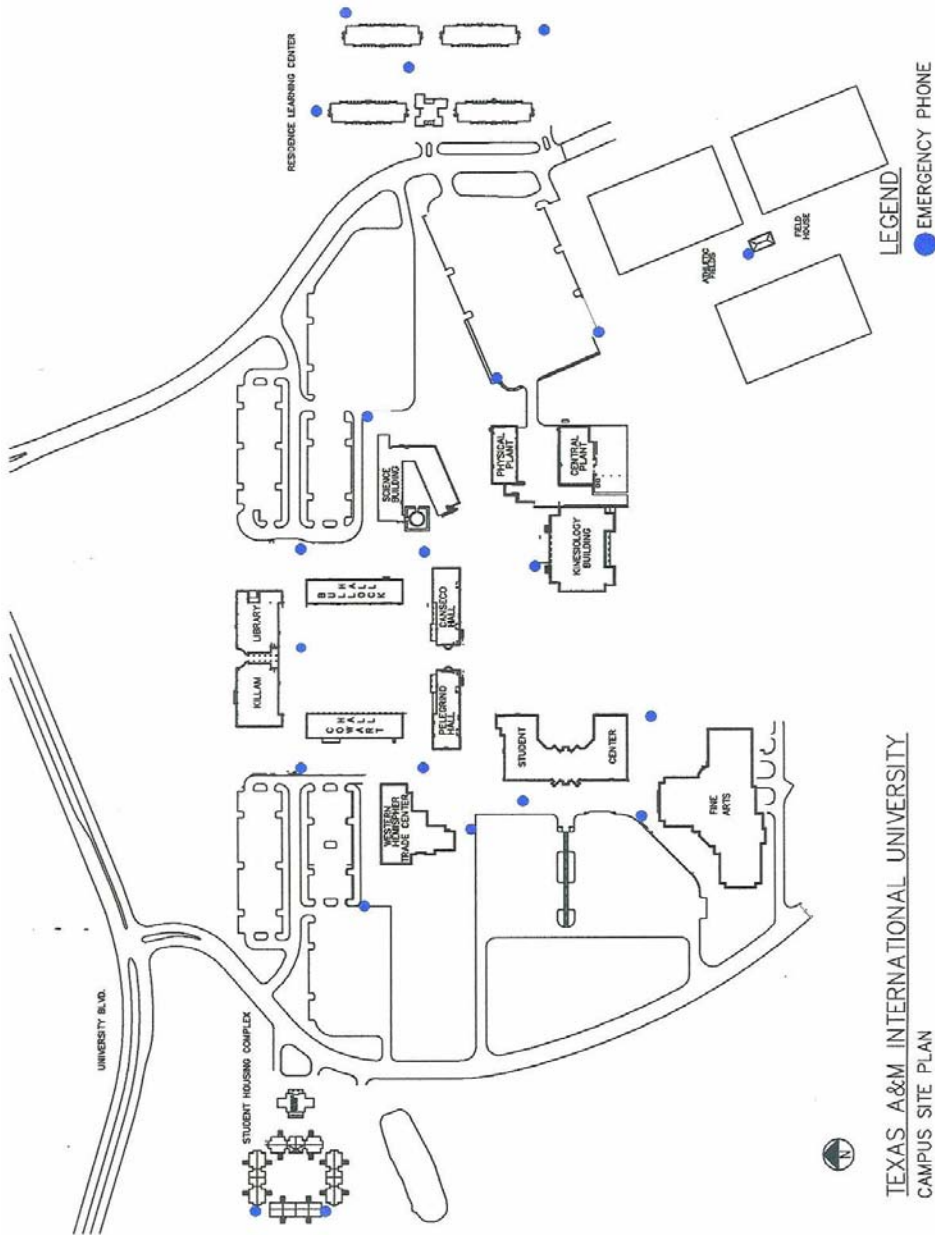 UNIVERSITY BLVD.
STUDENT HOUSING COMPLEX
RESIDENCE LEARNING CENTER
KILLAM
LIBRARY
COWART
HALL
BULLOCK
HALL
WESTERN
HEMISPHER
TRADE CENTER
PELEGRINO
HALL
CANSECO
HALL
SCIENCE
BUILDING
STUDENT
CENTER
KINESIOLOGY
BUILDING
PHYSICAL
PLANT
CENTRAL
PLANT
FINE
ARTS
ATHLETIC
FIELDS
FIELD
HOUSE
N
TEXAS A&M INTERNATIONAL UNIVERSITY
CAMPUS SITE PLAN
LEGEND
EMERGENCY PHONE